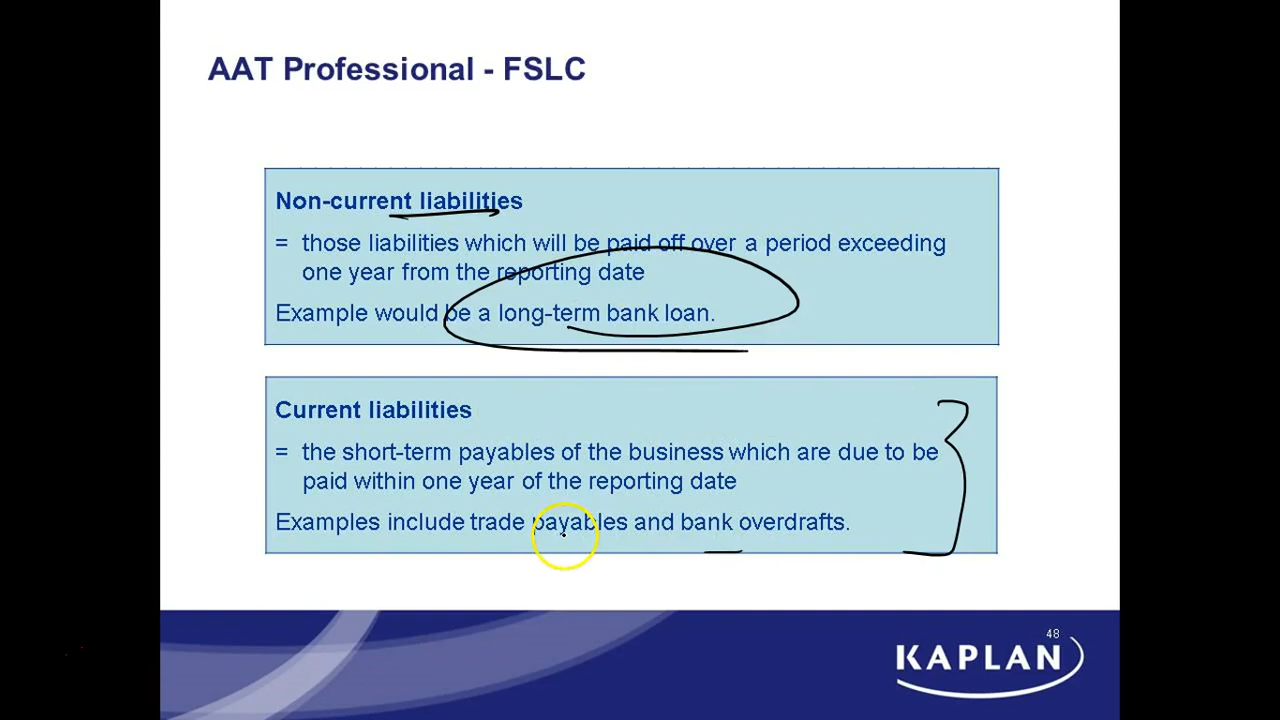 AAT Professional - FSLC
Non-current liabilities
= those liabilities which will be paid off over a period exceeding
one year from the reporting date
Example would be a long-term bank loan.
Current liabilities
= the short-term payables of the business which are due to be
paid within one year of the reporting date
Examples include trade payables and bank overdrafts.
48
KAPLAN